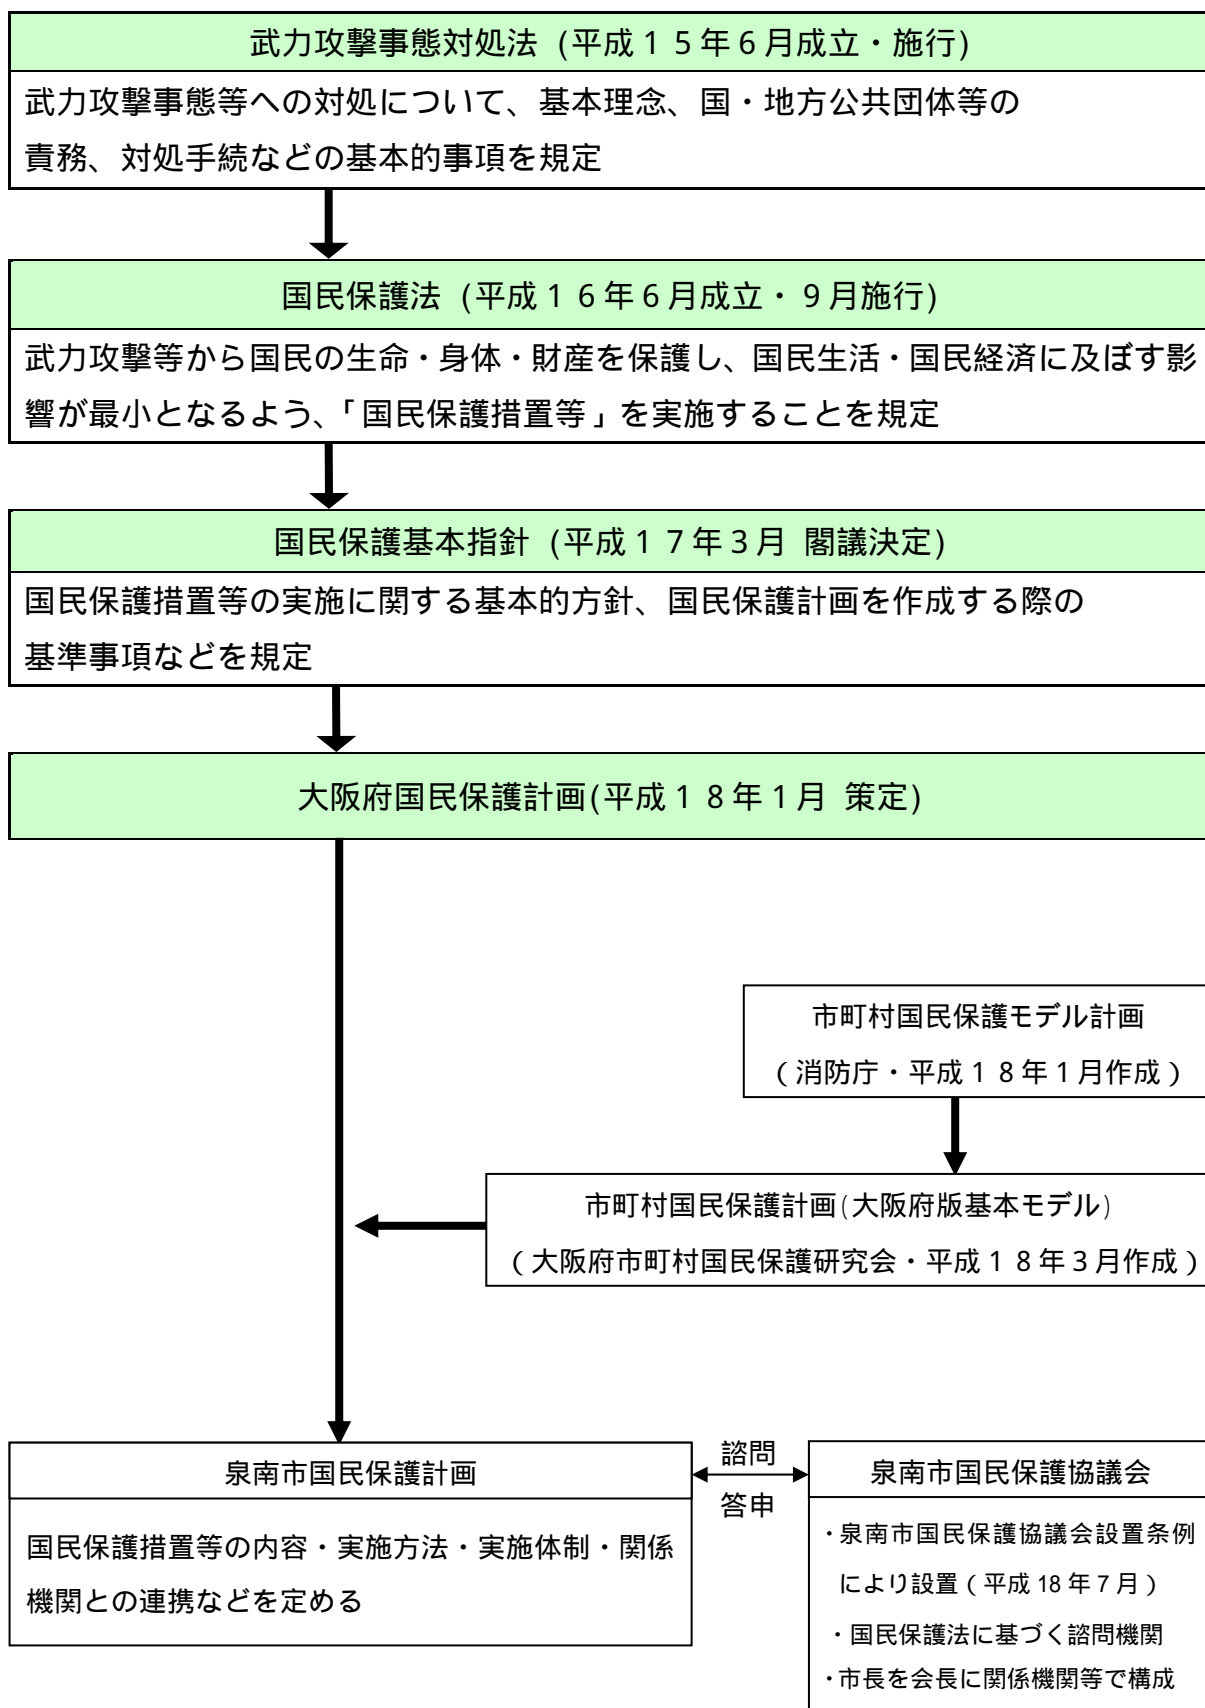 武力攻撃事態対処法 (平成１５年６月成立・施行)
武力攻撃事態等への対処について、基本理念、国・地方公共団体等の
責務、対処手続などの基本的事項を規定
国民保護法 (平成１６年６月成立・９月施行)
武力攻撃等から国民の生命・身体・財産を保護し、国民生活・国民経済に及ぼす影
響が最小となるよう、「国民保護措置等」を実施することを規定
国民保護基本指針 (平成１７年３月 閣議決定)
国民保護措置等の実施に関する基本的方針、国民保護計画を作成する際の
基準事項などを規定
大阪府国民保護計画(平成１８年１月 策定)
市町村国民保護モデル計画
（消防庁・平成１８年１月作成）
市町村国民保護計画(大阪府版基本モデル)
（大阪府市町村国民保護研究会・平成１８年３月作成）
泉南市国民保護計画
国民保護措置等の内容・実施方法・実施体制・関係
機関との連携などを定める
諮問
答申
泉南市国民保護協議会
・泉南市国民保護協議会設置条例
により設置（平成18年７月）
・国民保護法に基づく諮問機関
・市長を会長に関係機関等で構成